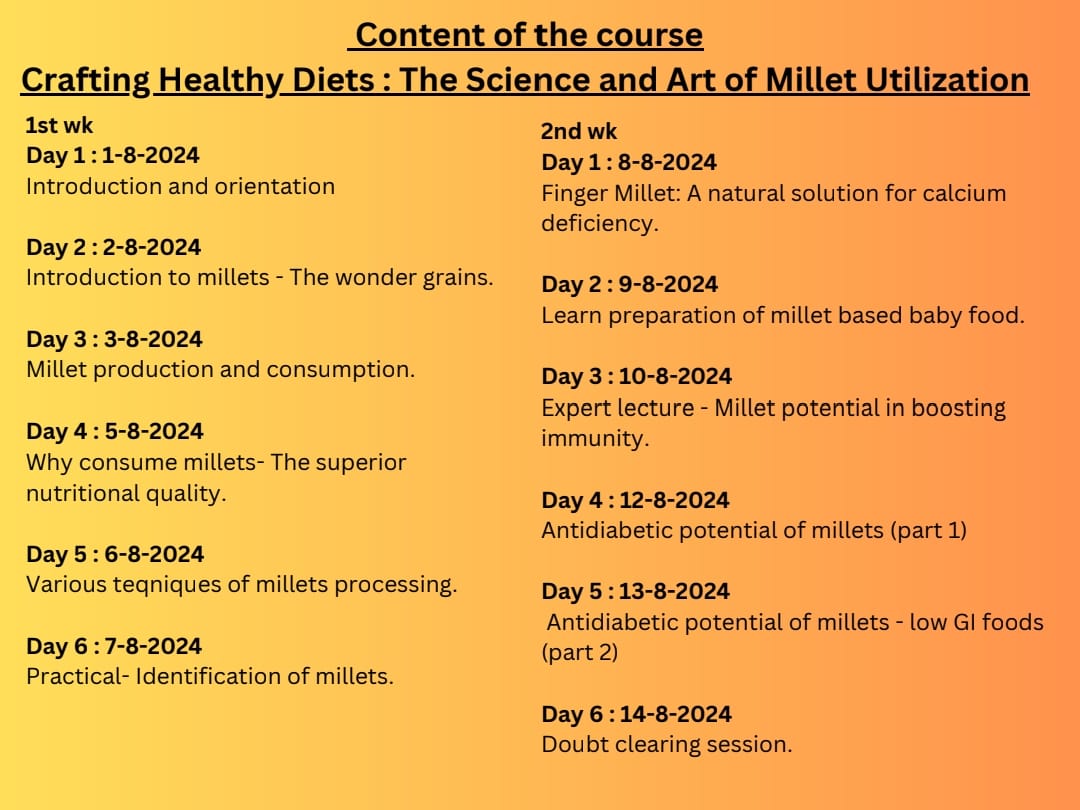 Content of the course
Crafting Healthy Diets : The Science and Art of Millet Utilization
1st wk
Day 1 : 1-8-2024
Introduction and orientation
Day 2 : 2-8-2024
Introduction to millets - The wonder grains.
Day 3 : 3-8-2024
Millet production and consumption.
Day 4 : 5-8-2024
Why consume millets- The superior
nutritional quality.
Day 5 : 6-8-2024
Various teqniques of millets processing.
Day 6 : 7-8-2024
Practical- Identification of millets.
2nd wk
Day 1 : 8-8-2024
Finger Millet: A natural solution for calcium
deficiency.
Day 2 : 9-8-2024
Learn preparation of millet based baby food.
Day 3 : 10-8-2024
Expert lecture - Millet potential in boosting
immunity.
Day 4 : 12-8-2024
Antidiabetic potential of millets (part 1)
Day 5 : 13-8-2024
Antidiabetic potential of millets - low GI foods
(part 2)
Day 6 : 14-8-2024
Doubt clearing session.